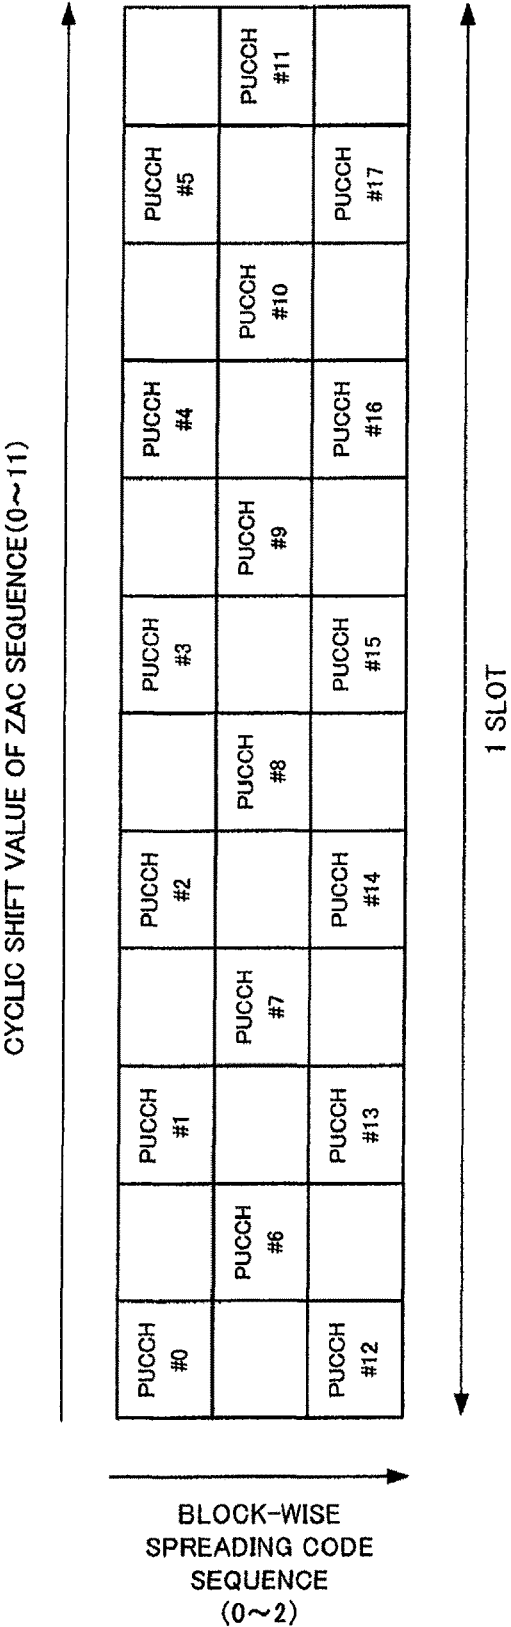 CYCLIC SHIFT VALUE OF ZAC SEQUENCE(0~11)
PUCCH
#0
PUCCH
#1
PUCCH
#2
PUCCH
#3
PUCCH
#4
PUCCH
#5
PUCCH
#6
PUCCH
#7
PUCCH
#8
PUCCH
#9
PUCCH
#10
PUCCH
#11
PUCCH
#12
PUCCH
#13
PUCCH
#14
PUCCH
#15
PUCCH
#16
PUCCH
#17
1 SLOT
BLOCK-WISE
SPREADING CODE
SEQUENCE
(0~2)